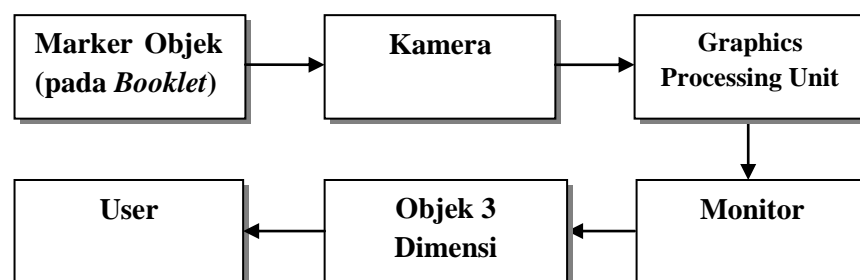 Marker Objek
(pada Booklet)
Kamera
Graphics
Processing Unit
User
Objek 3
Dimensi
Monitor